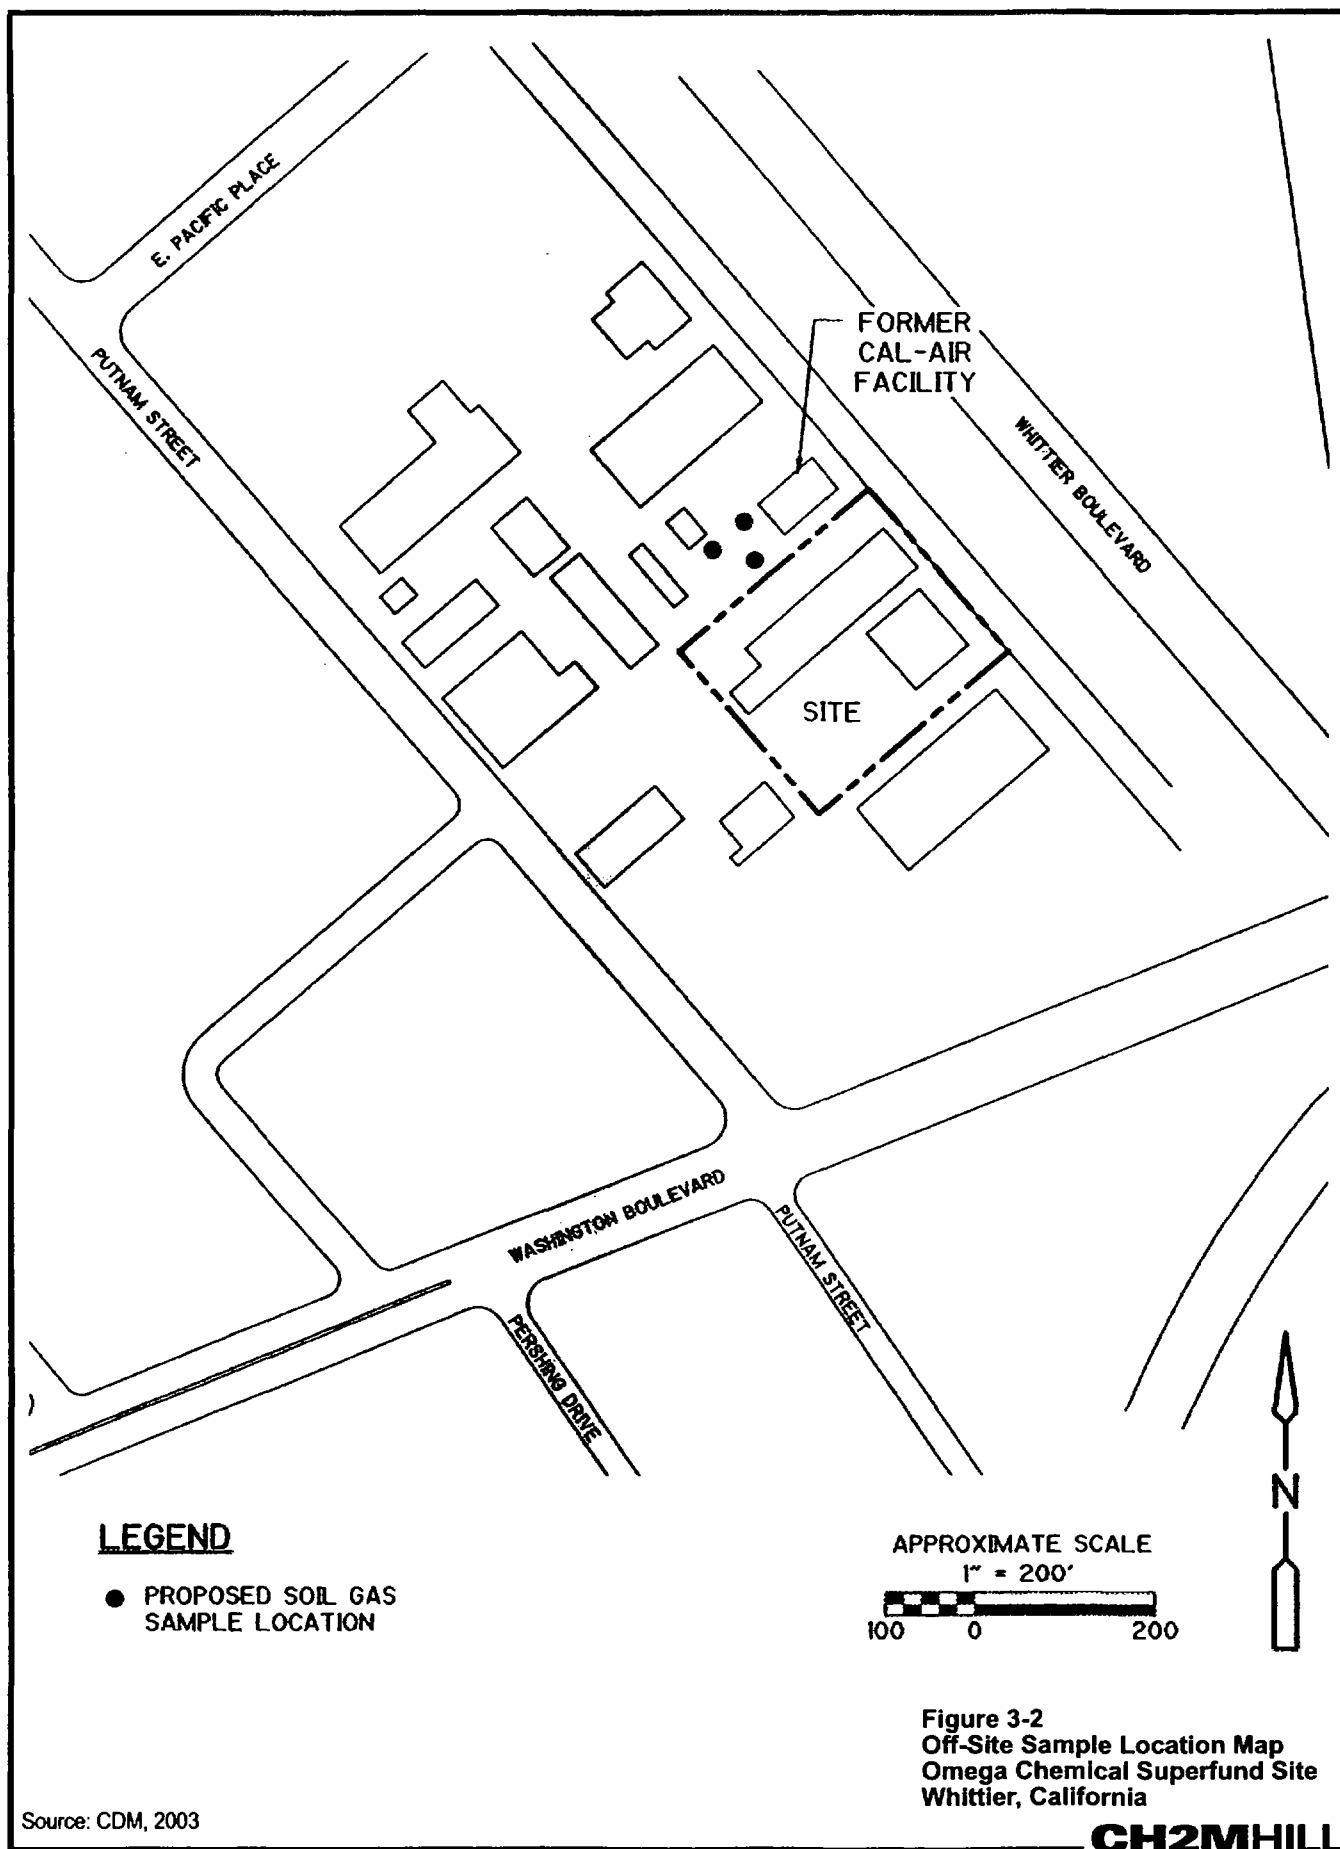 E. PACIFIC PLACE
PUTNAM STREET
FORMER
CAL-AIR
FACILITY
WHITTIER BOULEVARD
SITE
WASHINGTON BOULEVARD
PUTNAM STREET
PERSHING DRIVE
N
LEGEND
PROPOSED SOIL GAS
SAMPLE LOCATION
APPROXIMATE SCALE
1" = 200'
100 0 200
Figure 3-2
Off-Site Sample Location Map
Omega Chemical Superfund Site
Whittier, California
Source: CDM, 2003
CH2MHILL